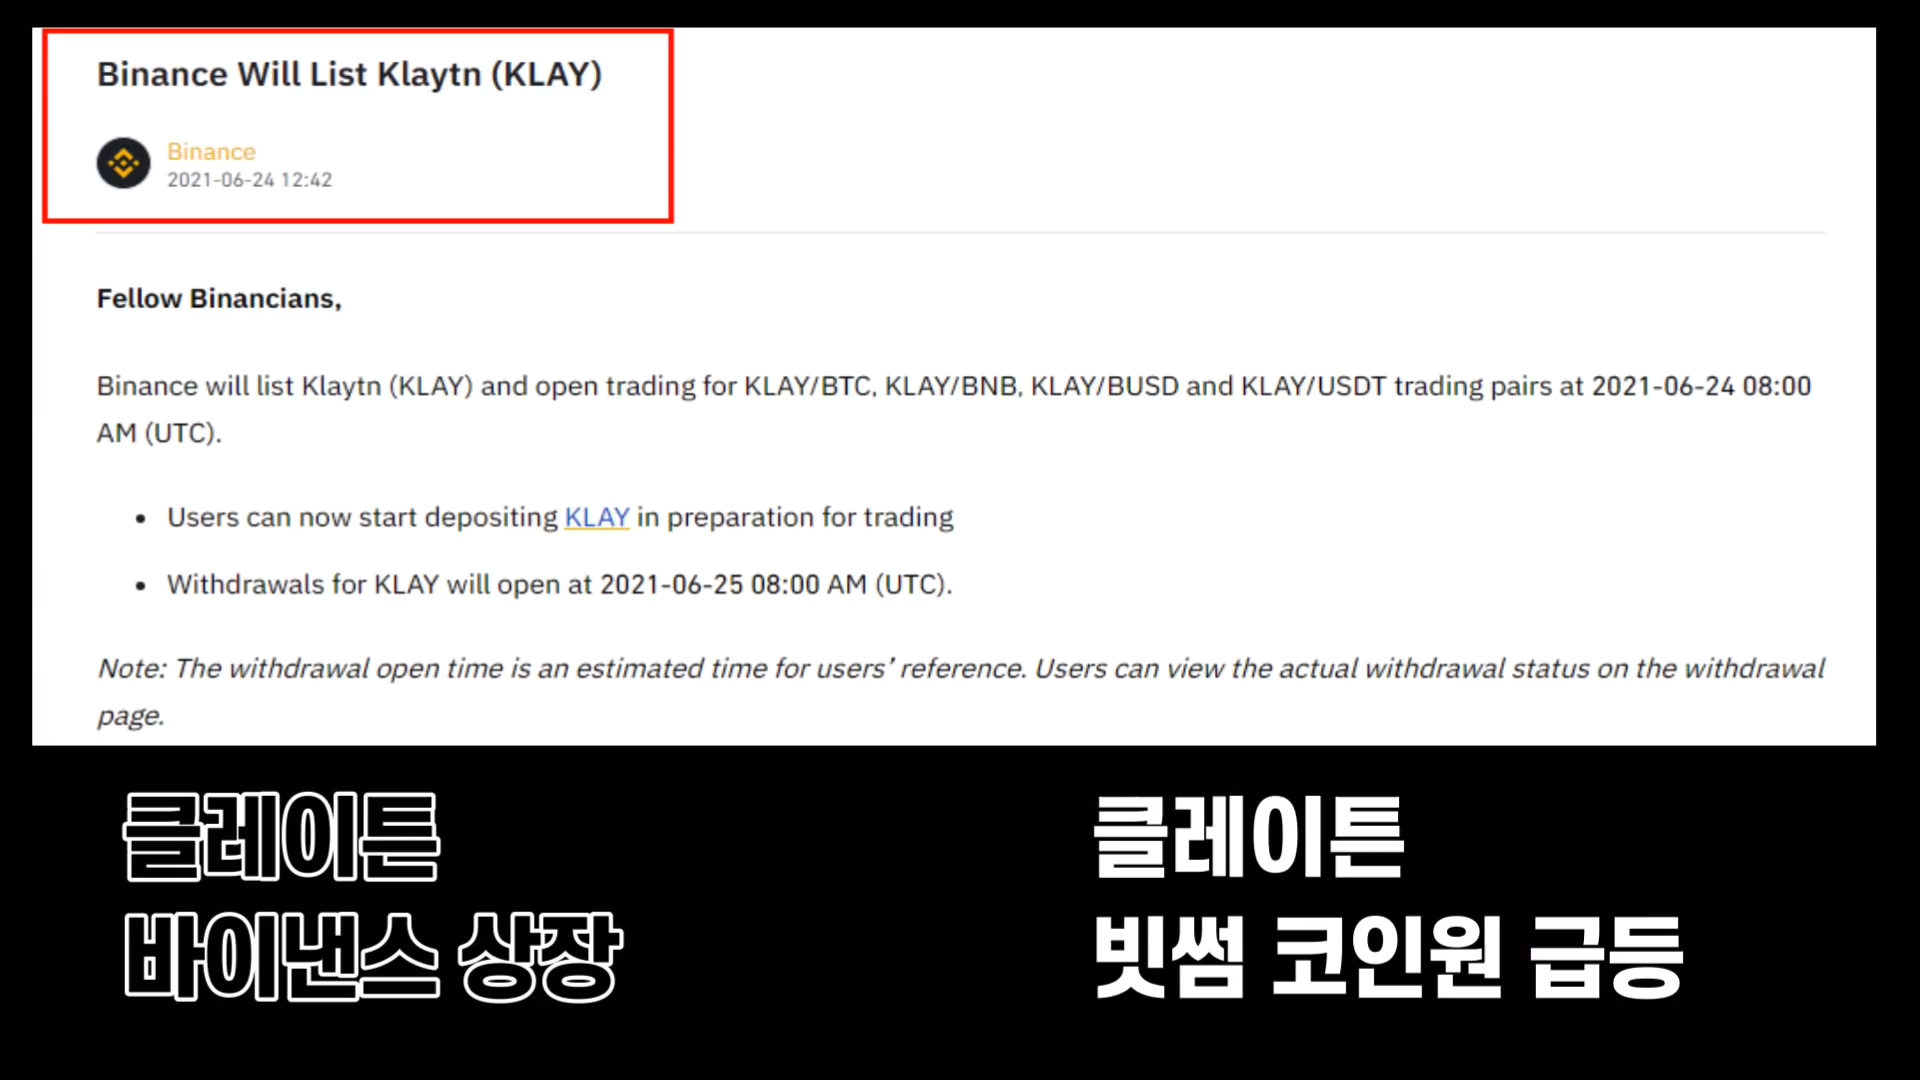 Binance Will List Klaytn (KLAY)
Binance
2021-06-24 12:42
Fellow Binancians,
Binance will list Klaytn (KLAY) and open trading for KLAY/BTC, KLAY/BNB, KLAY/BUSD and KLAY/USDT trading pairs at 2021-06-24 08:00
AM (UTC).
• Users can now start depositing KLAY in preparation for trading
• Withdrawals for KLAY will open at 2021-06-25 08:00 AM (UTC).
Note: The withdrawal open time is an estimated time for users’ reference. Users can view the actual withdrawal status on the withdrawal
page.
클레이튼
바이낸스 상장
클레이튼
빗썸 코인원 급등